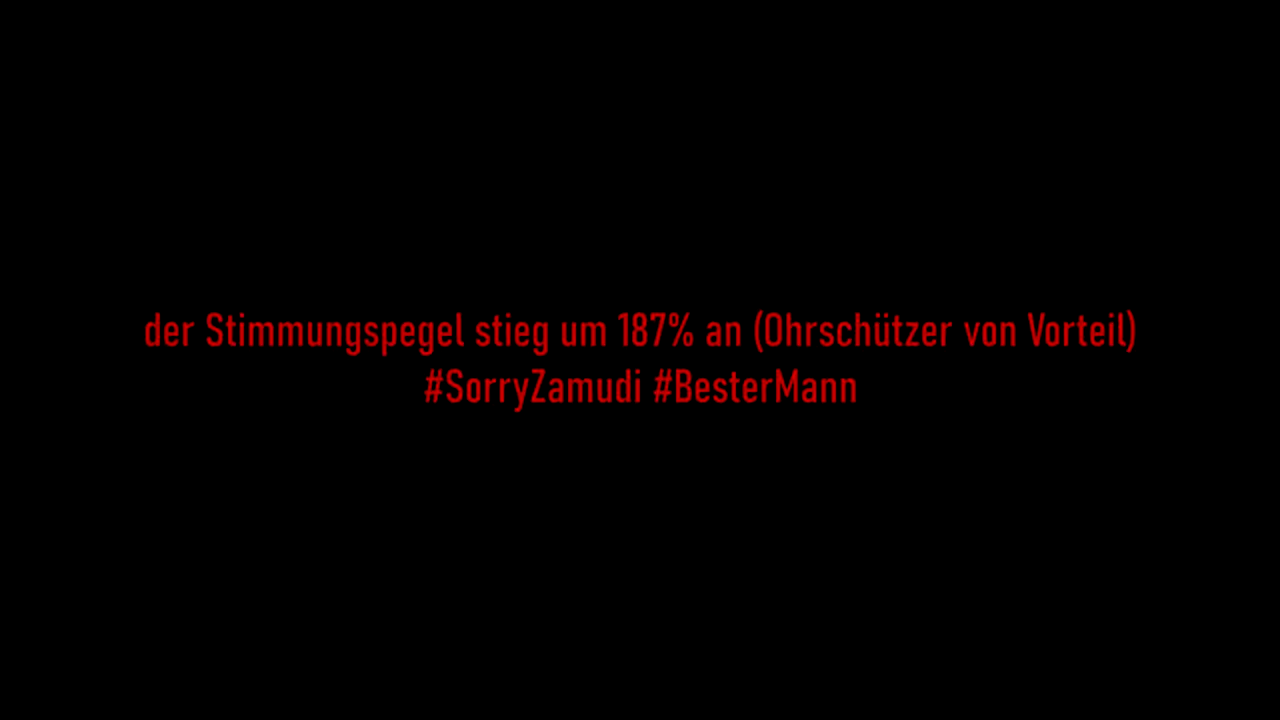 der Stimmungspegel stieg um 187% an (Ohrschützer von Vorteil)
#SorryZamudi #BesterMann